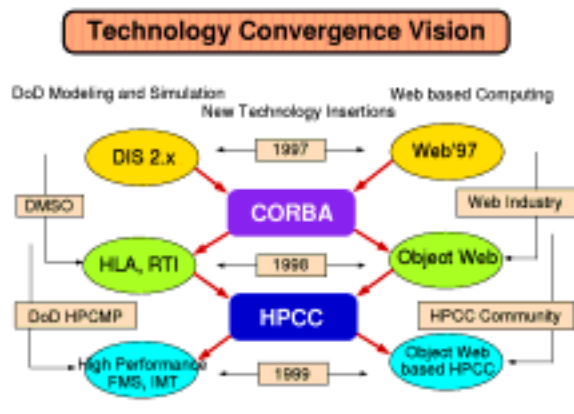 Technology Convergence Vision
DoD Modeling and Simulation
Web based Computing
New Technology Insertions
DIS 2.x
1997
Web'97
DMSO
CORBA
Web Industry
HLA, RTI
1998
Object Web
DoD HPCMP
HPCC
HPCC Community
High Performance
FMS, IMT
1999
Object Web
based HPCC